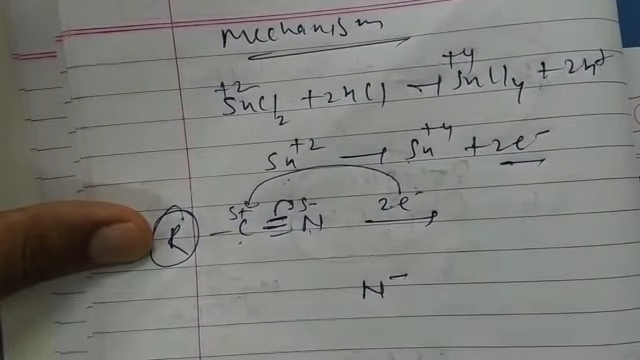 Mechanism
+2 SnCl2 + 2HCl → +4 SnCl4 + 2H+
Sn+2 → Sn+4 + 2e-
R - δ+ C ≡ N δ- 2e- →
N-